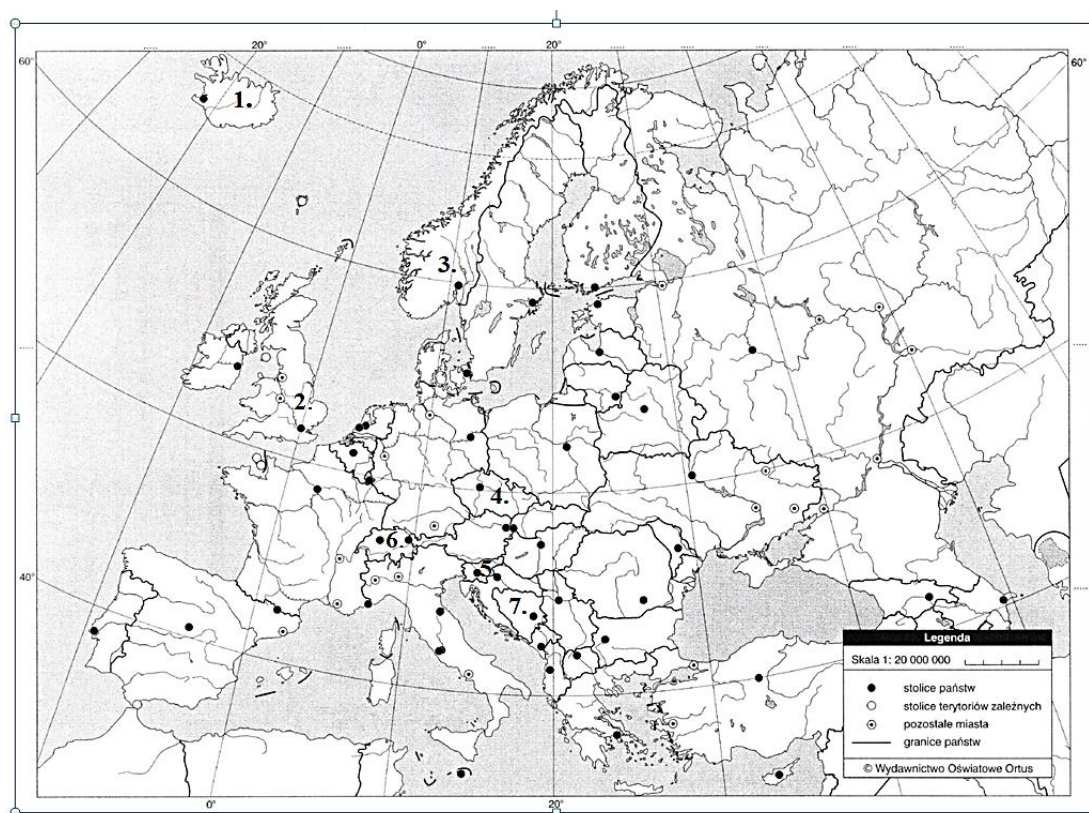 20°
0°
20°
60°
60°
1.
3.
2.
4.
6.
5.
7.
40°
40°
Legenda
Skala 1: 20 000 000
stolice państw
stolice terytoriów zależnych
pozostałe miasta
granice państw
© Wydawnictwo Oświatowe Ortus
0°
20°